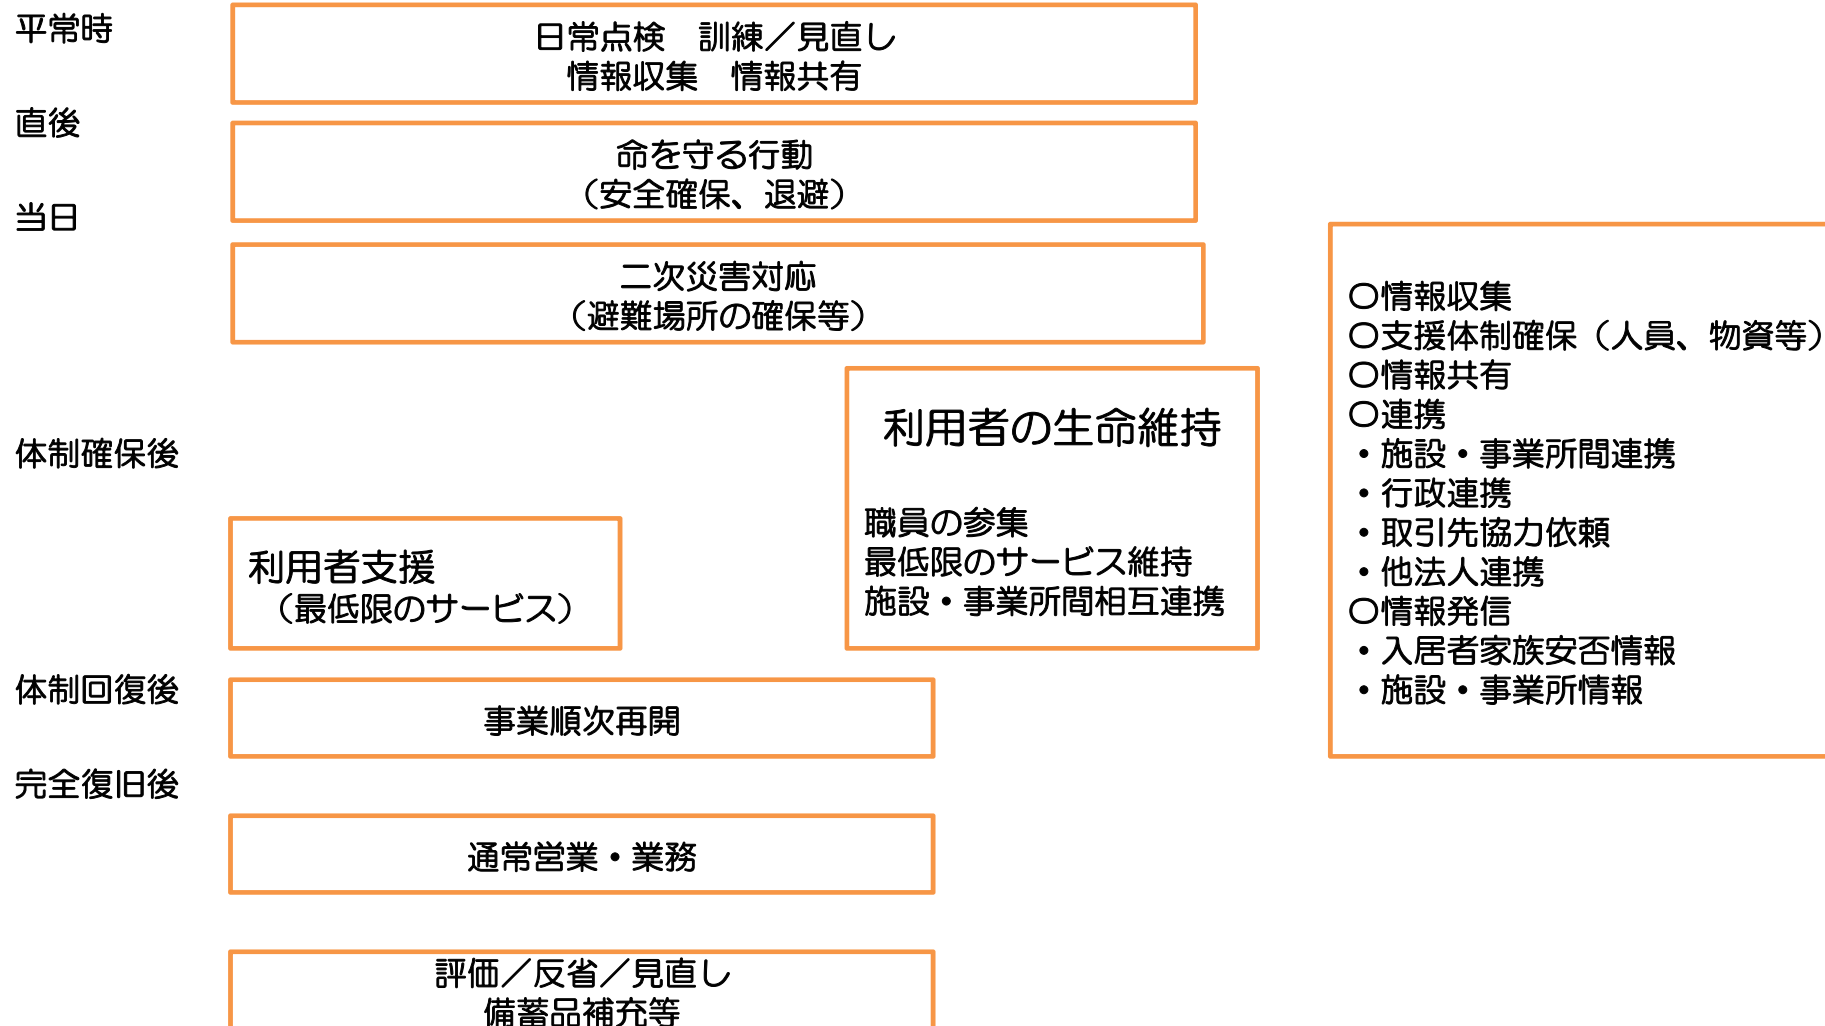 平常時
日常点検　訓練／見直し
情報収集　情報共有
直後
命を守る行動
（安全確保、退避）
当日
二次災害対応
（避難場所の確保等）
体制確保後
利用者の生命維持
職員の参集
最低限のサービス維持
施設・事業所間相互連携
利用者支援
（最低限のサービス）
体制回復後
事業順次再開
完全復旧後
通常営業・業務
評価／反省／見直し
備蓄品補充等
〇情報収集
〇支援体制確保（人員、物資等）
〇情報共有
〇連携
・施設・事業所間連携
・行政連携
・取引先協力依頼
・他法人連携
〇情報発信
・入居者家族安否情報
・施設・事業所情報